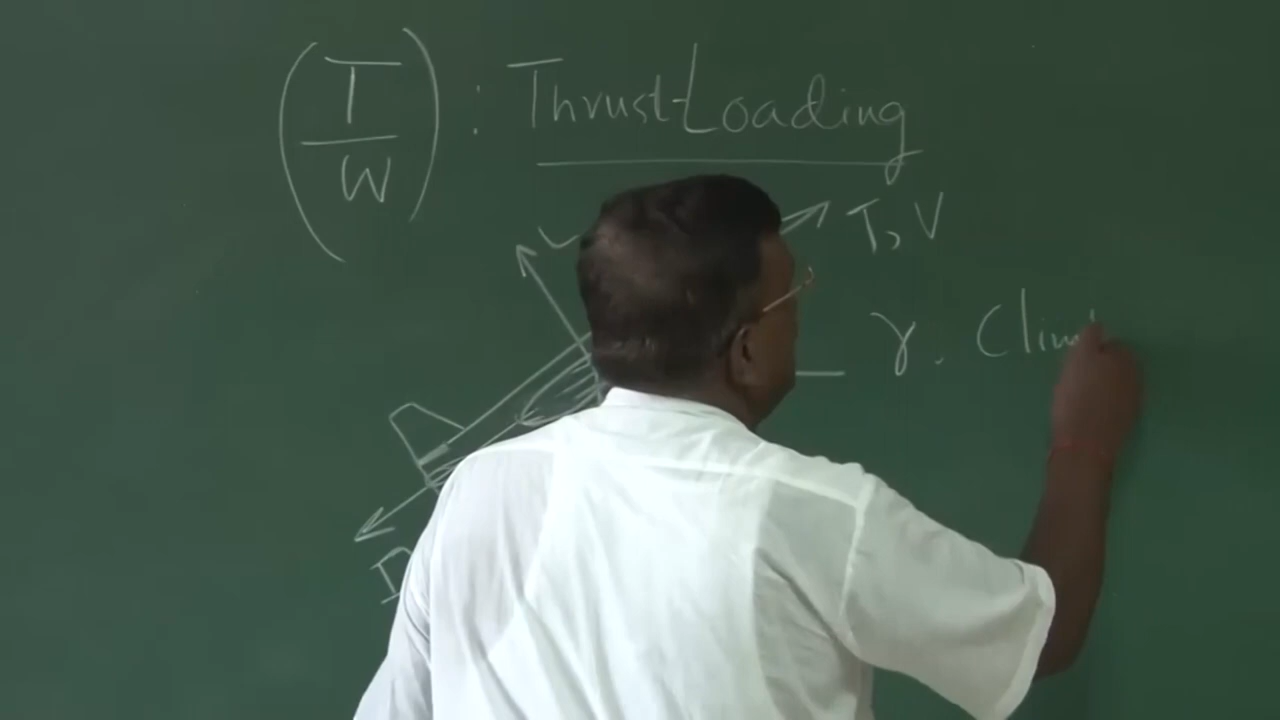 (T/W) : Thrust-Loading
T, V
γ. Clim
D